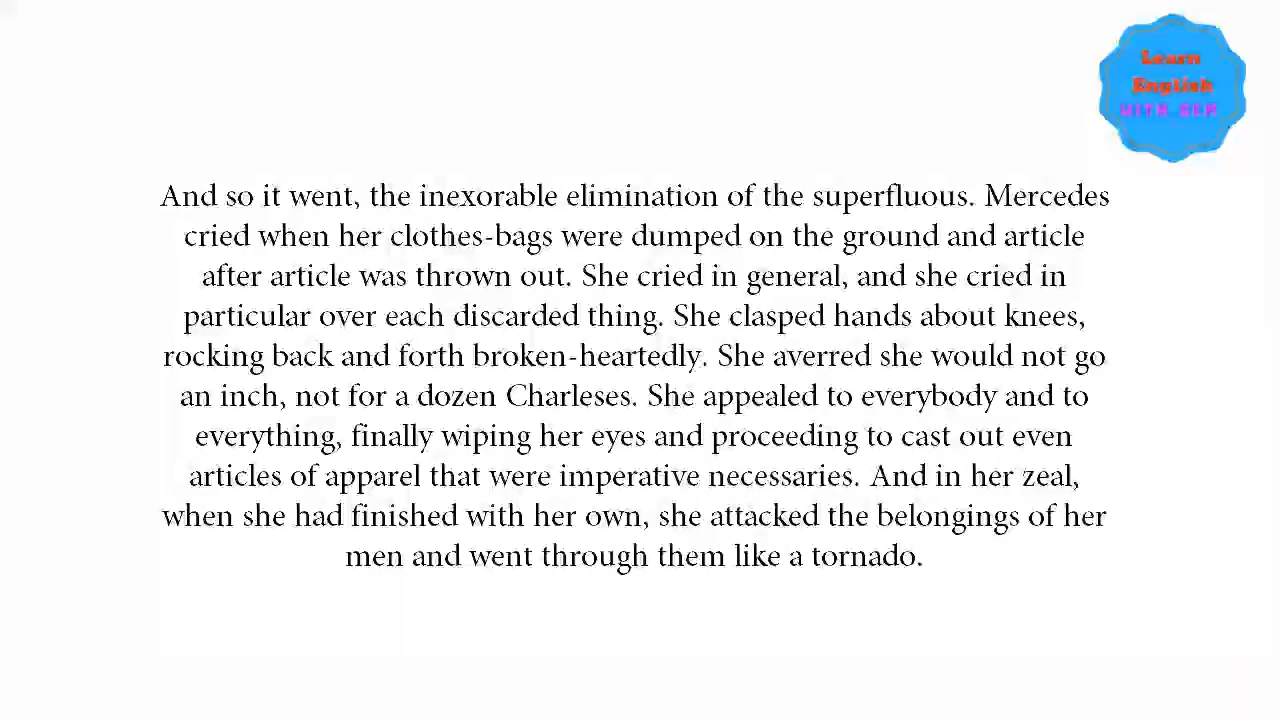 Learn
English
WITH GEM
And so it went, the inexorable elimination of the superfluous. Mercedes
cried when her clothes-bags were dumped on the ground and article
after article was thrown out. She cried in general, and she cried in
particular over each discarded thing. She clasped hands about knees,
rocking back and forth broken-heartedly. She averred she would not go
an inch, not for a dozen Charleses. She appealed to everybody and to
everything, finally wiping her eyes and proceeding to cast out even
articles of apparel that were imperative necessaries. And in her zeal,
when she had finished with her own, she attacked the belongings of her
men and went through them like a tornado.